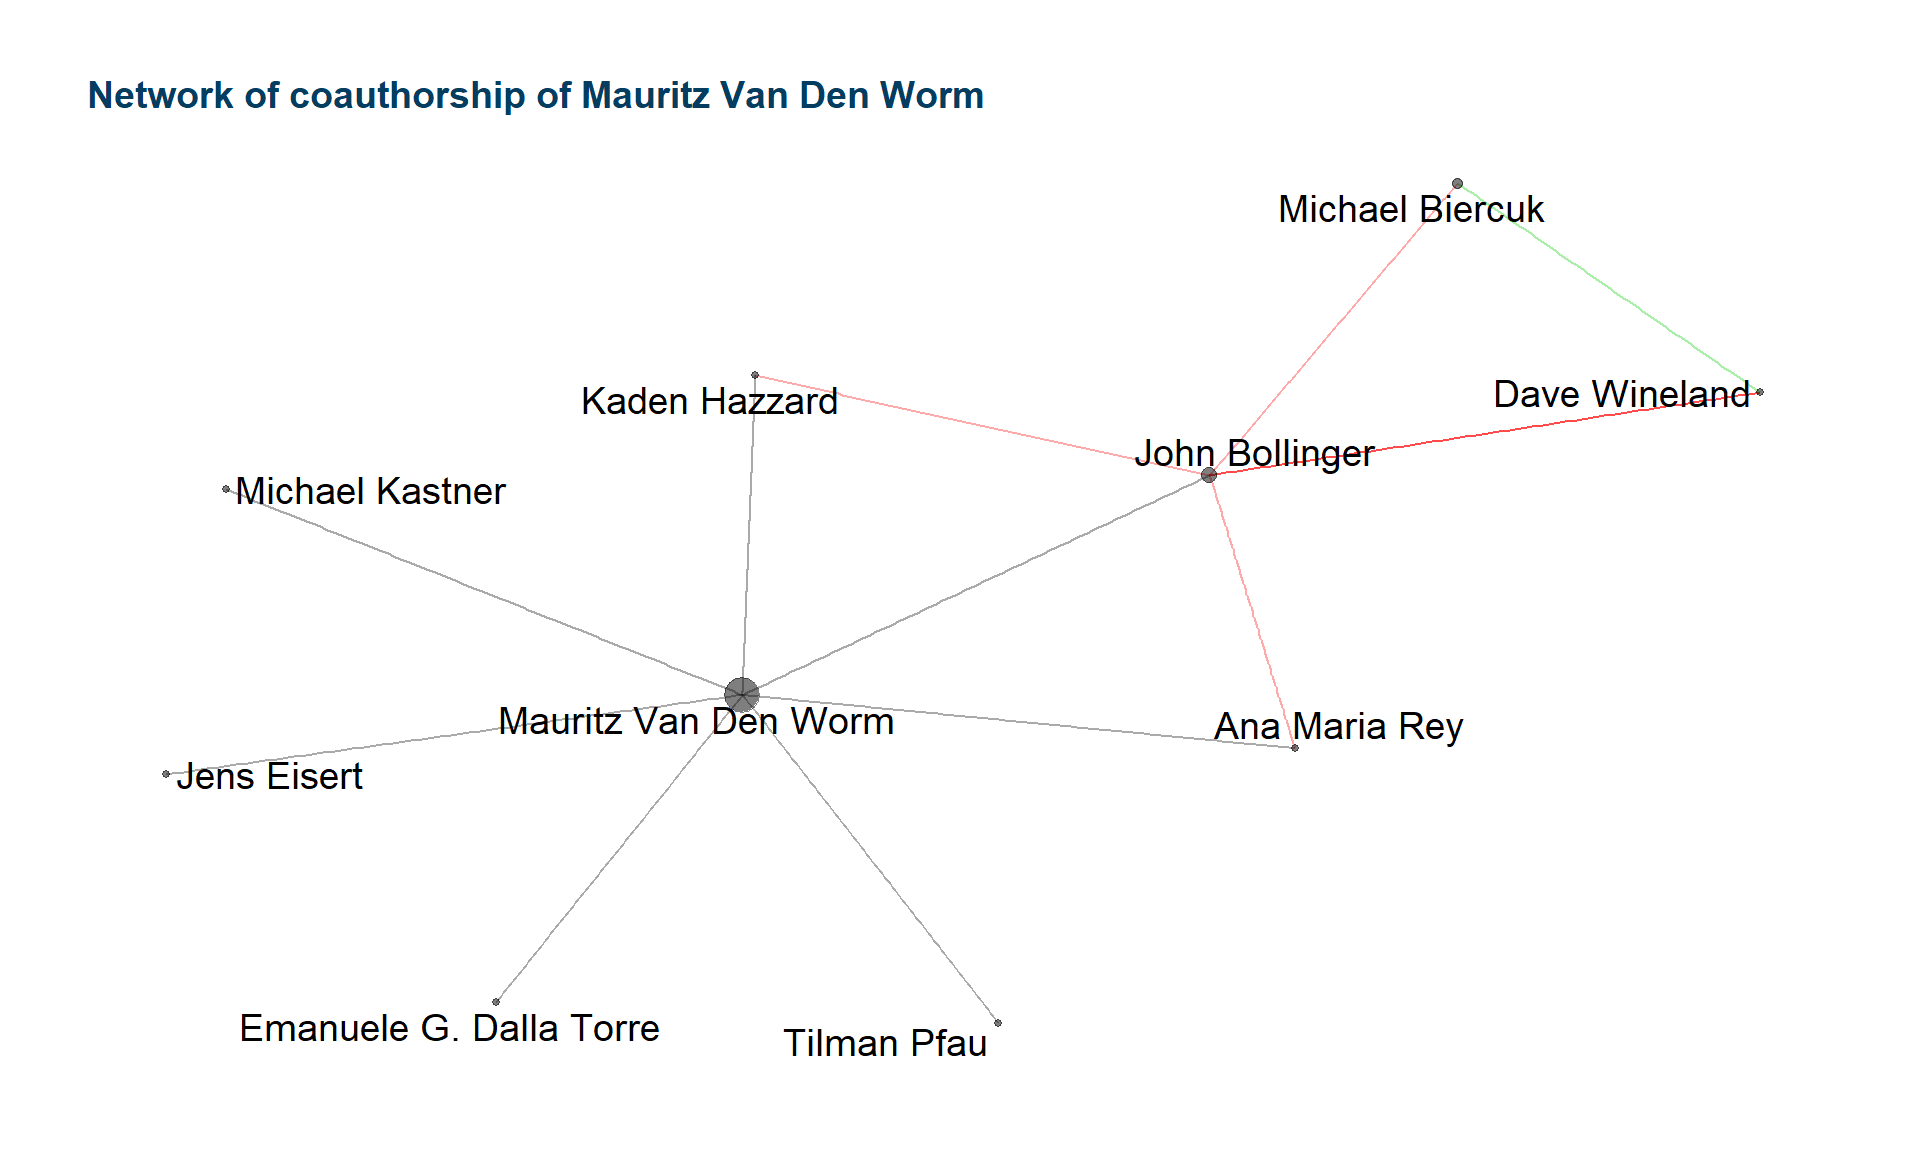 Network of coauthorship of Mauritz Van Den Worm
Michael Biercuk
Dave Wineland
Kaden Hazzard
John Bollinger
Michael Kastner
Mauritz Van Den Worm
Ana Maria Rey
Jens Eisert
Emanuele G. Dalla Torre
Tilman Pfau